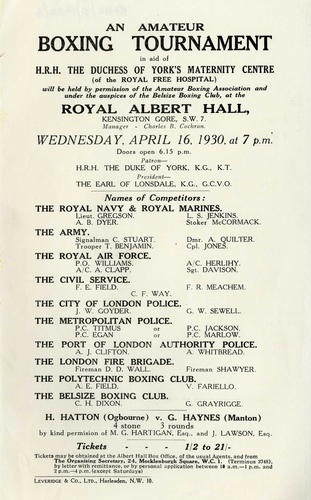 AN AMATEUR
BOXING TOURNAMENT
in aid of
H.R.H. THE DUCHESS OF YORK'S MATERNITY CENTRE
(of the ROYAL FREE HOSPITAL)
will be held by permission of the Amateur Boxing Association and
under the auspices of the Belsize Boxing Club, at the
ROYAL ALBERT HALL,
KENSINGTON GORE, S.W. 7.
Manager - Charles B. Cochran.
WEDNESDAY, APRIL 16, 1930, at 7 p.m.
Doors open 6.15 p.m.
Patron—
H.R.H. THE DUKE OF YORK, K.G., K.T.
President—
THE EARL OF LONSDALE, K.G., G.C.V.O.
Names of Competitors:
THE ROYAL NAVY & ROYAL MARINES.
Lieut. GREGSON. L. S. JENKINS.
A. B. DYER. Stoker McCORMACK.
THE ARMY.
Signalman C. STUART. Dmr. A. QUILTER.
Trooper T. BENJAMIN. Cpl. JONES.
THE ROYAL AIR FORCE.
P.O. WILLIAMS. A/C. HERLIHY.
A/C A. CLAPP. Sgt. DAVISON.
THE CIVIL SERVICE.
F. E. FIELD. F. R. MEACHEM.
C. F. WAY.
THE CITY OF LONDON POLICE.
J. W. GOYDER. G. W. SEWELL.
THE METROPOLITAN POLICE.
P.C. TITMUS or P.C. JACKSON.
P.C. EGAN or P.C. MARLOW.
THE PORT OF LONDON AUTHORITY POLICE.
A. J. CLIFTON. A. WHITBREAD.
THE LONDON FIRE BRIGADE.
Fireman D. D. WALL. Fireman SHAWYER.
THE POLYTECHNIC BOXING CLUB.
A. E. FIELD. V. FARIELLO.
THE BELSIZE BOXING CLUB.
C. H. DIXON. G. GRAYRIGGE.
H. HATTON (Ogbourne) v. G. HAYNES (Manton)
4 stone 3 rounds
by kind permission of M. G. HARTIGAN, Esq., and J. LAWSON, Esq.
Tickets - - - 1/2 to 21/-
Tickets may be obtained at the Albert Hall Box Office, of the usual Agents, and from
The Organising Secretary, 24, Mecklenburgh Square, W.C. 1.
by letter with remittance, or by personal application between 10 a.m.—1 p.m. and
2 p.m.—4 p.m. (except Saturdays)
LEVERIDGE & Co., LTD., Harlesden, N.W. 10.